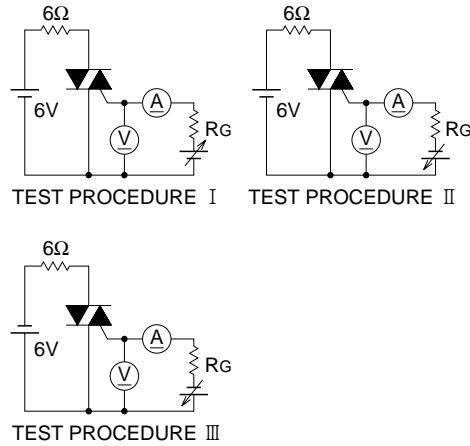 6Ω
6V
A
V
RG
TEST PROCEDURE Ⅰ
6Ω
6V
A
V
RG
TEST PROCEDURE Ⅱ
6Ω
6V
A
V
RG
TEST PROCEDURE Ⅲ